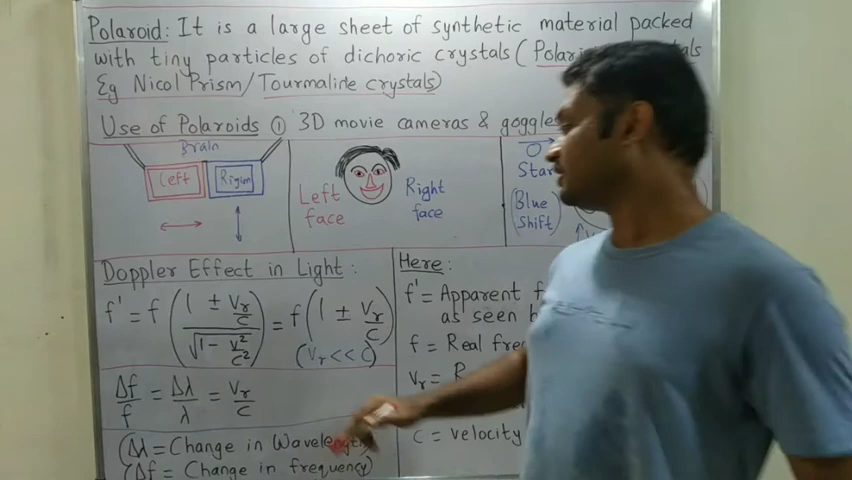 Polaroid: It is a large sheet of synthetic material packed
with tiny particles of dichoric crystals (
Eg Nicol Prism/Tourmaline crystals)
Use of Polaroids ① 3D movie cameras & goggles
Brain
Left
Left face
Right face
Star
(Blue Shift)
Doppler Effect in Light:
f' = f ( (1 ± Vr/c) / √(1 - v²/c²) ) = f (1 ± Vr/c)
(Vr << C)
Δf/f = Δλ/λ = Vr/c
(Δλ = Change in Wavelength)
(Δf = Change in frequency)
Here:
f' = Apparent
as seen
f = Real
Vr =
C = velocity